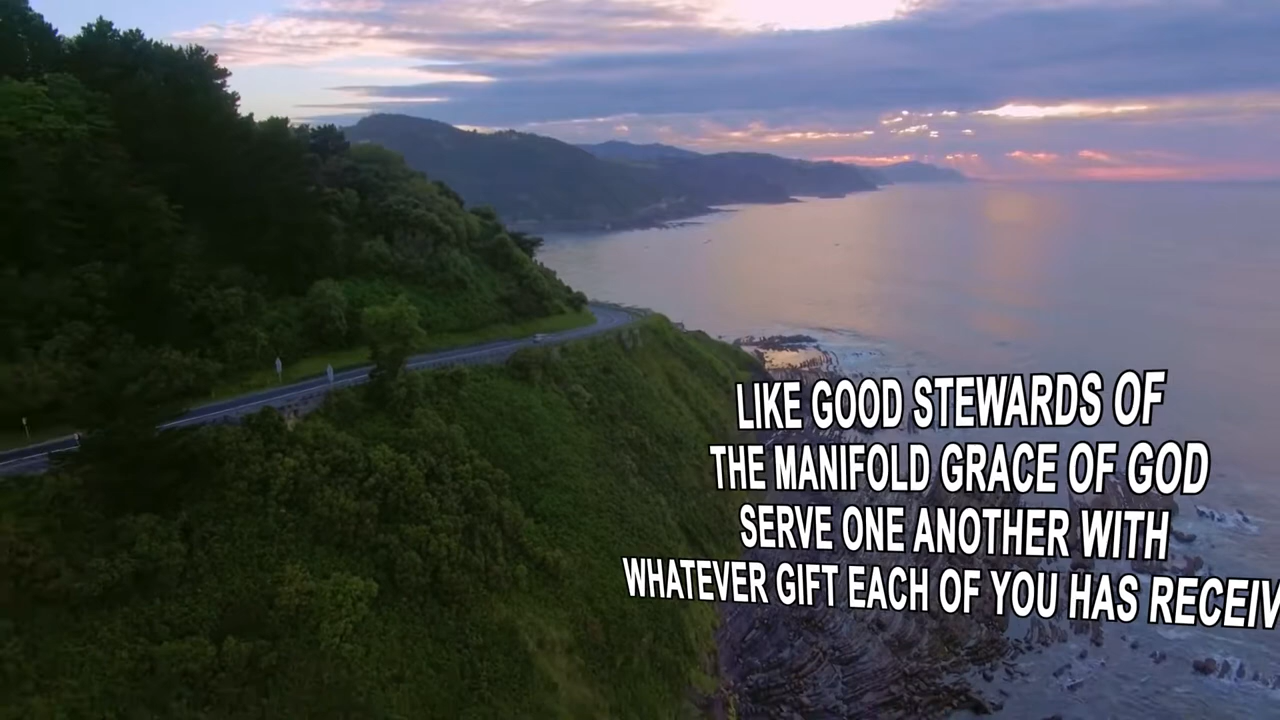 LIKE GOOD STEWARDS OF
THE MANIFOLD GRACE OF GOD
SERVE ONE ANOTHER WITH
WHATEVER GIFT EACH OF YOU HAS RECEIV